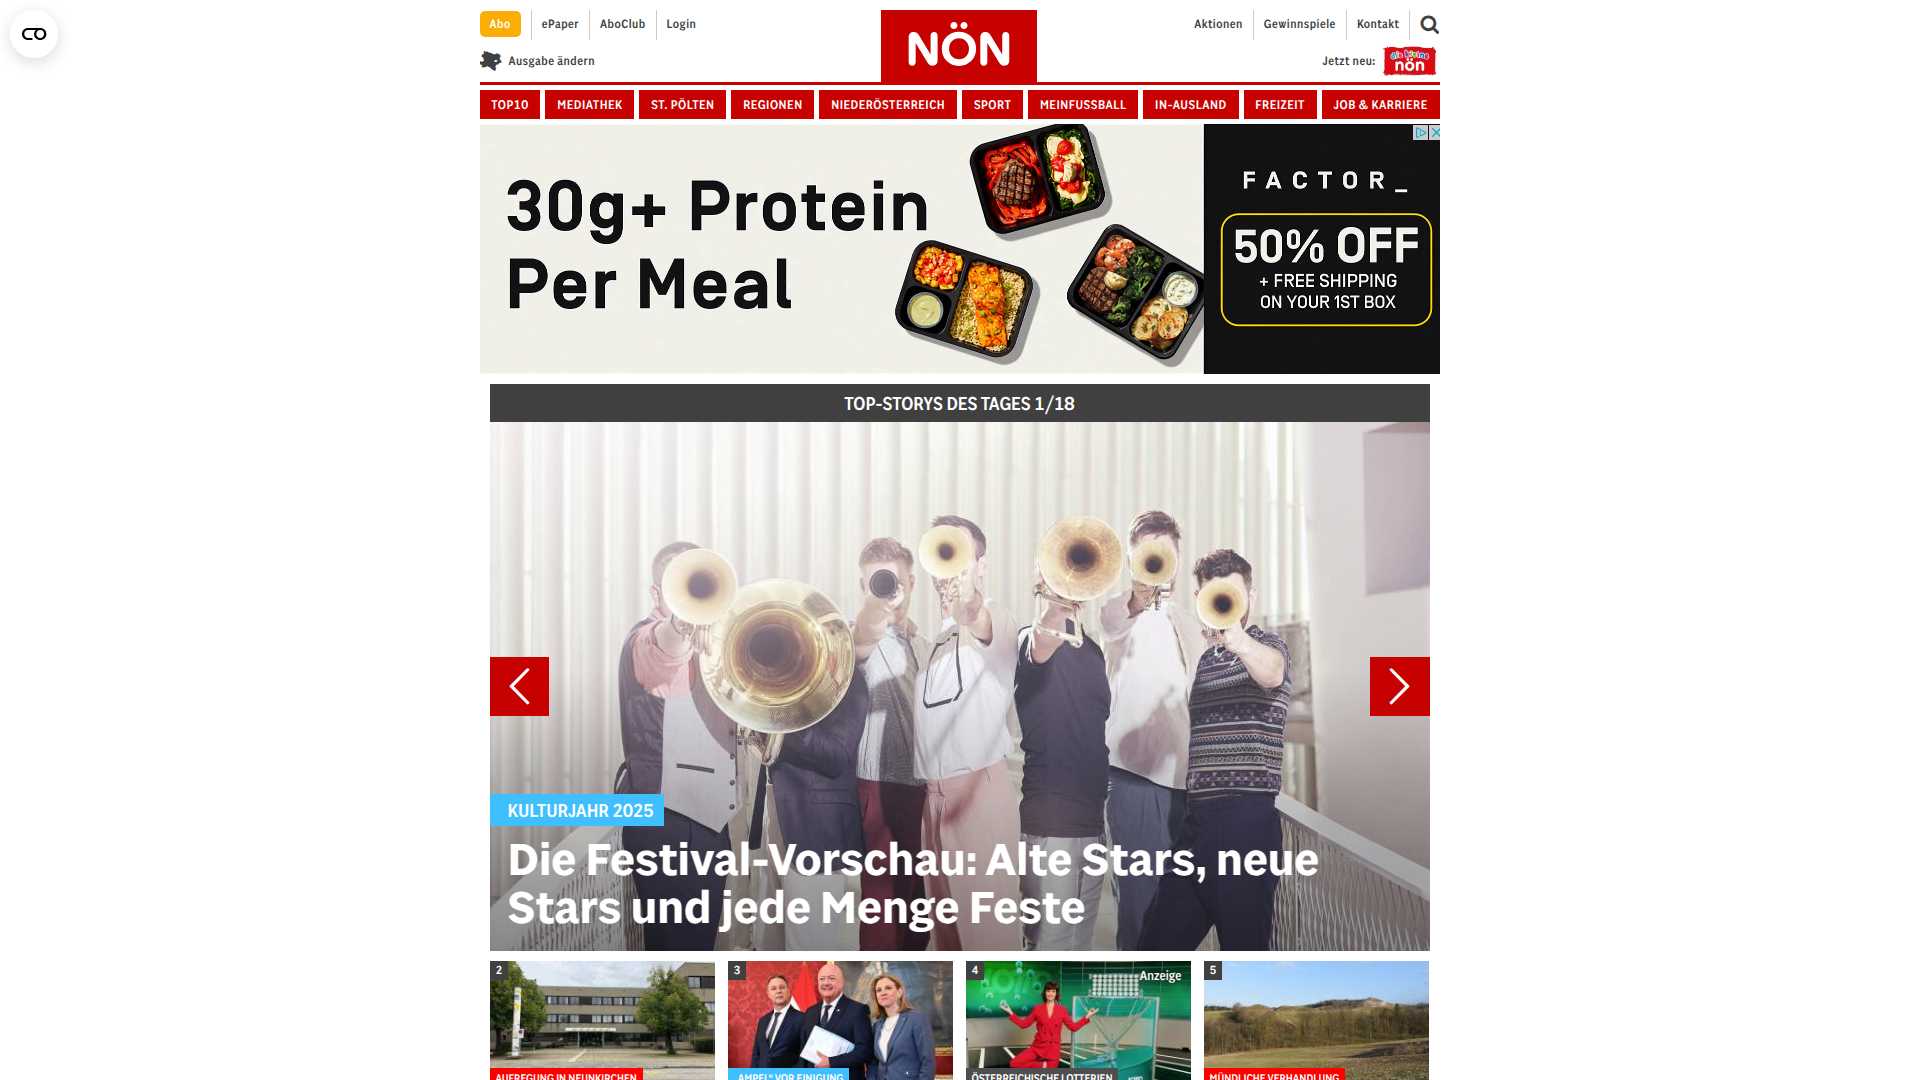 Abo
ePaper
AboClub
Login
NÖN
Aktionen
Gewinnspiele
Kontakt
Ausgabe ändern
Jetzt neu:
die kleine
nön
TOP10
MEDIATHEK
ST. PÖLTEN
REGIONEN
NIEDERÖSTERREICH
SPORT
MEINFUSSBALL
IN-AUSLAND
FREIZEIT
JOB & KARRIERE
30g+ Protein
Per Meal
FACTOR_
50% OFF
+ FREE SHIPPING
ON YOUR 1ST BOX
TOP-STORYS DES TAGES 1/18
KULTURJAHR 2025
Die Festival-Vorschau: Alte Stars, neue
Stars und jede Menge Feste
2
3
4
Anzeige
5
AUFREGUNG IN NEUNKIRCHEN
„AMPEL“ VOR EINIGUNG
ÖSTERREICHISCHE LOTTERIEN
MÜNDLICHE VERHANDLUNG